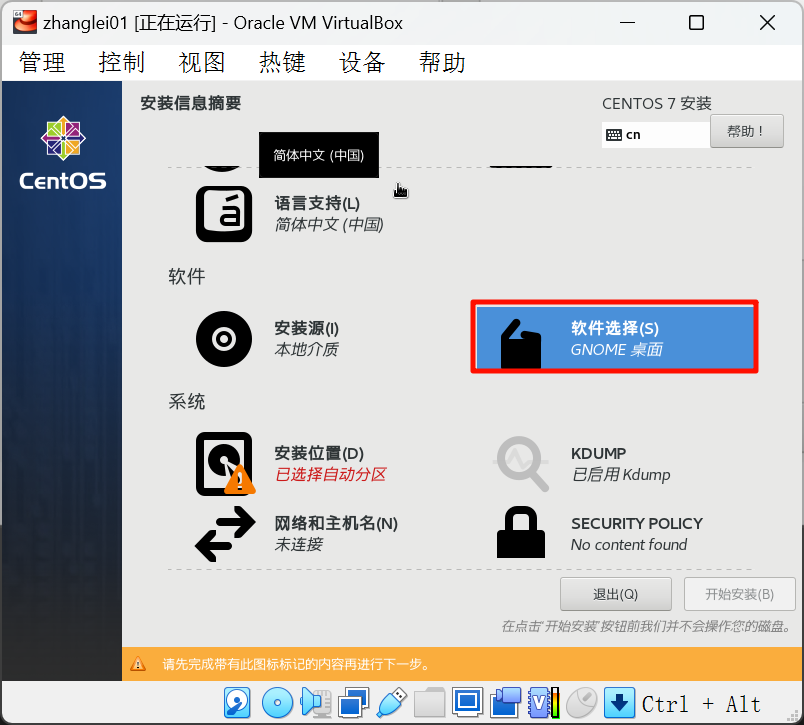 zhanglei01 [正在运行] - Oracle VM VirtualBox
管理 控制 视图 热键 设备 帮助
CentOS
安装信息摘要
CENTOS 7 安装
cn
帮助！
简体中文 (中国)
语言支持(L)
简体中文 (中国)
软件
安装源(I)
本地介质
软件选择(S)
GNOME 桌面
系统
安装位置(D)
已选择自动分区
KDUMP
已启用 Kdump
网络和主机名(N)
未连接
SECURITY POLICY
No content found
退出(Q)
开始安装(B)
在点击'开始安装'按钮前我们并不会操作您的磁盘。
请先完成带有此图标标记的内容再进行下一步。
Ctrl + Alt